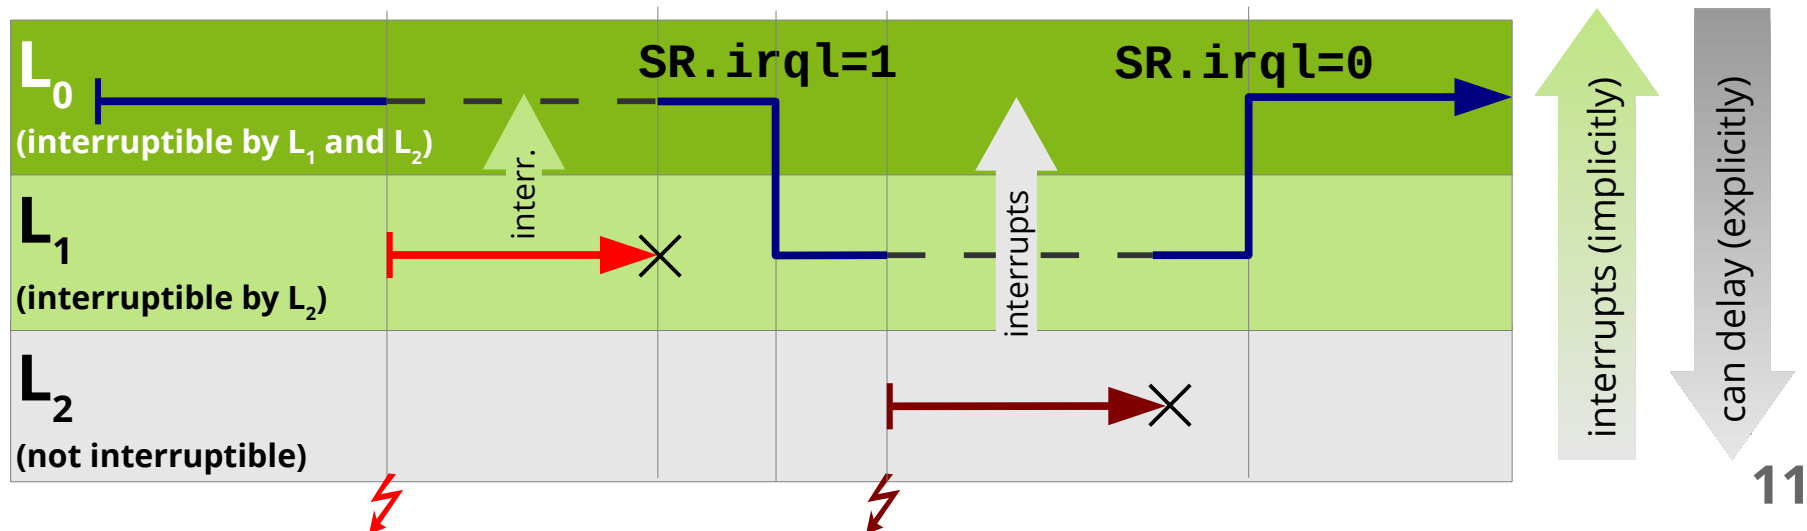 L0
SR.irql=1
SR.irql=0
(interruptible by L1 and L2)
interr.
L1
(interruptible by L2)
interrupts
L2
(not interruptible)
interrupts (implicitly)
can delay (explicitly)
11